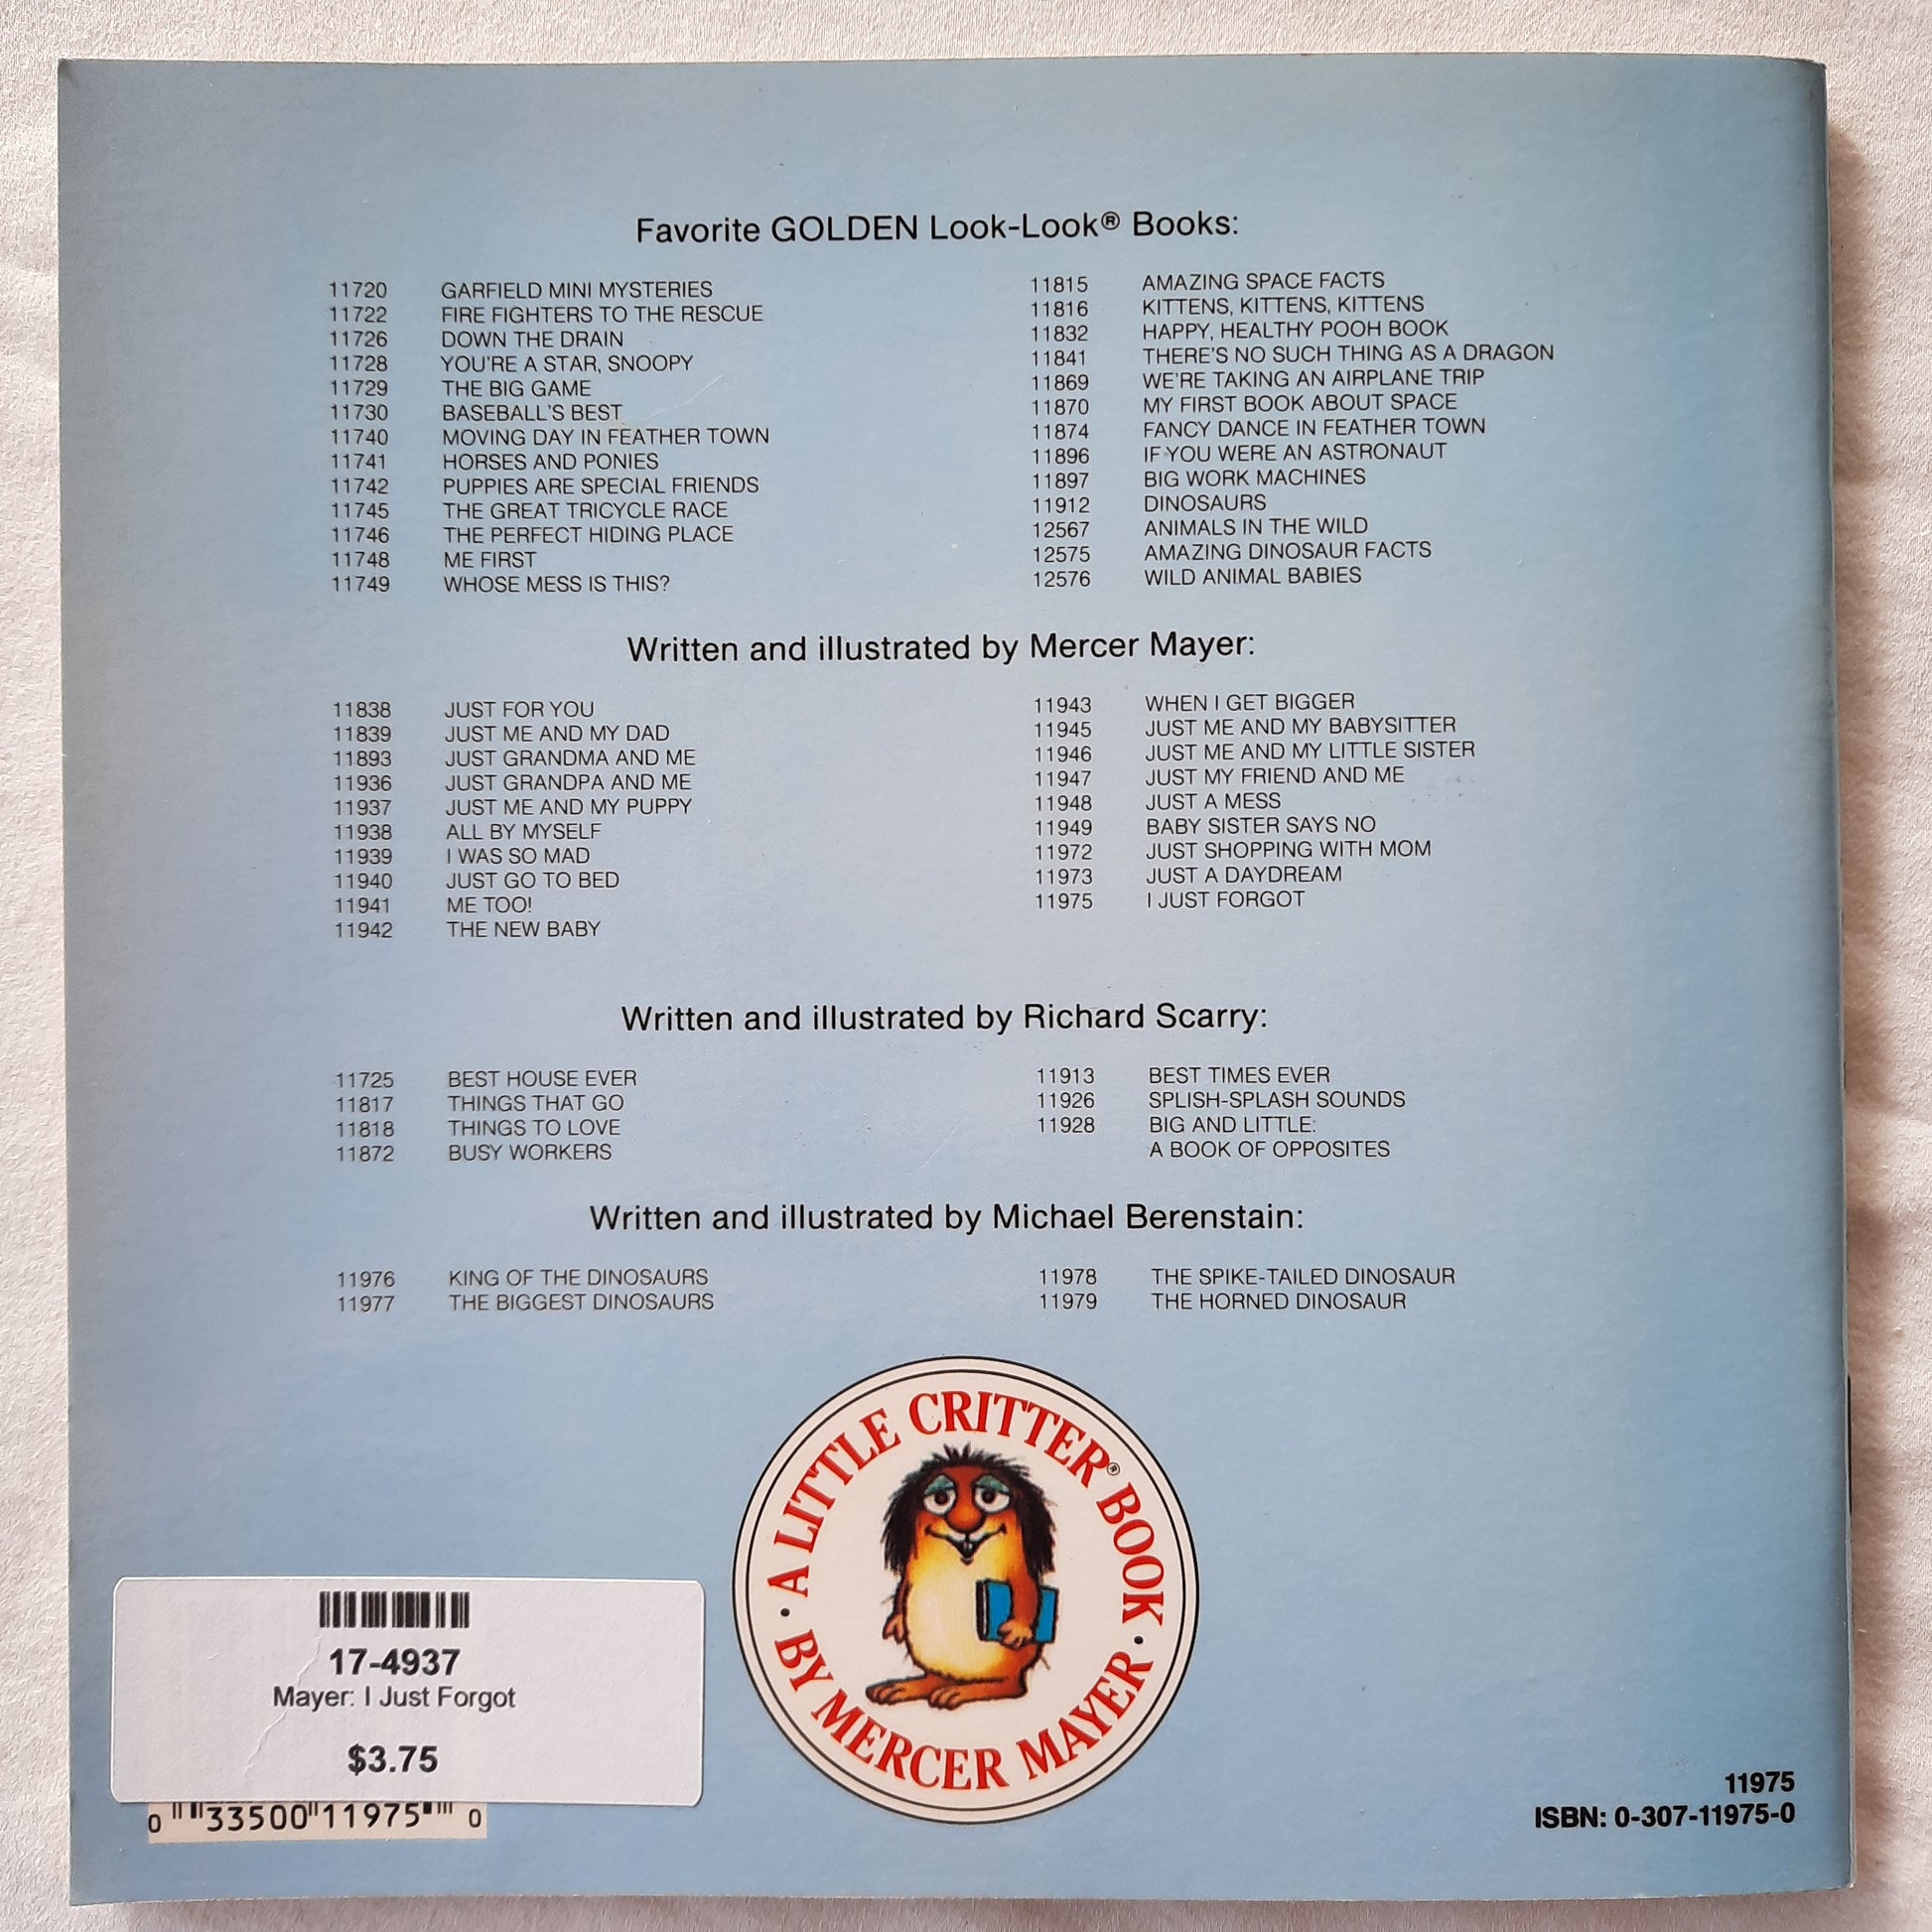 Favorite GOLDEN Look-Look® Books:
11720 GARFIELD MINI MYSTERIES
11722 FIRE FIGHTERS TO THE RESCUE
11726 DOWN THE DRAIN
11728 YOU'RE A STAR, SNOOPY
11729 THE BIG GAME
11730 BASEBALL'S BEST
11740 MOVING DAY IN FEATHER TOWN
11741 HORSES AND PONIES
11742 PUPPIES ARE SPECIAL FRIENDS
11745 THE GREAT TRICYCLE RACE
11746 THE PERFECT HIDING PLACE
11748 ME FIRST
11749 WHOSE MESS IS THIS?
11815 AMAZING SPACE FACTS
11816 KITTENS, KITTENS, KITTENS
11832 HAPPY, HEALTHY POOH BOOK
11841 THERE'S NO SUCH THING AS A DRAGON
11869 WE'RE TAKING AN AIRPLANE TRIP
11870 MY FIRST BOOK ABOUT SPACE
11874 FANCY DANCE IN FEATHER TOWN
11896 IF YOU WERE AN ASTRONAUT
11897 BIG WORK MACHINES
11912 DINOSAURS
12567 ANIMALS IN THE WILD
12575 AMAZING DINOSAUR FACTS
12576 WILD ANIMAL BABIES
Written and illustrated by Mercer Mayer:
11838 JUST FOR YOU
11839 JUST ME AND MY DAD
11893 JUST GRANDMA AND ME
11936 JUST GRANDPA AND ME
11937 JUST ME AND MY PUPPY
11938 ALL BY MYSELF
11939 I WAS SO MAD
11940 JUST GO TO BED
11941 ME TOO!
11942 THE NEW BABY
11943 WHEN I GET BIGGER
11945 JUST ME AND MY BABYSITTER
11946 JUST ME AND MY LITTLE SISTER
11947 JUST MY FRIEND AND ME
11948 JUST A MESS
11949 BABY SISTER SAYS NO
11972 JUST SHOPPING WITH MOM
11973 JUST A DAYDREAM
11975 I JUST FORGOT
Written and illustrated by Richard Scarry:
11725 BEST HOUSE EVER
11817 THINGS THAT GO
11818 THINGS TO LOVE
11872 BUSY WORKERS
11913 BEST TIMES EVER
11926 SPLISH-SPLASH SOUNDS
11928 BIG AND LITTLE:
A BOOK OF OPPOSITES
Written and illustrated by Michael Berenstain:
11976 KING OF THE DINOSAURS
11977 THE BIGGEST DINOSAURS
11978 THE SPIKE-TAILED DINOSAUR
11979 THE HORNED DINOSAUR
A LITTLE CRITTER® BOOK
· BY MERCER MAYER ·
17-4937
Mayer: I Just Forgot
$3.75
0 33500 11975 0
11975
ISBN: 0-307-11975-0